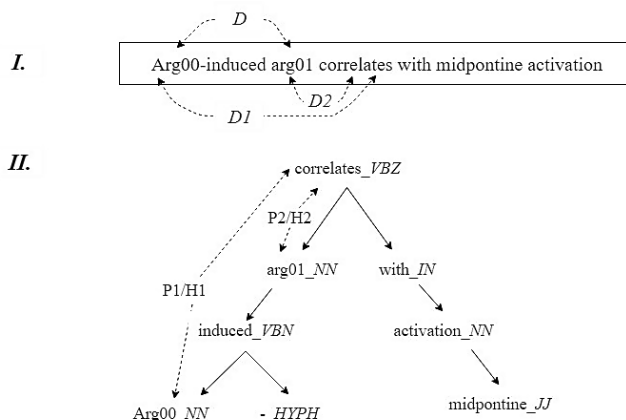 D
I.
Arg00-induced arg01 correlates with midpontine activation
D2
D1
II.
correlates_VBZ
P2/H2
arg01_NN
with_IN
P1/H1
induced_VBN
activation_NN
Arg00_NN
- HYPH
midpontine_JJ